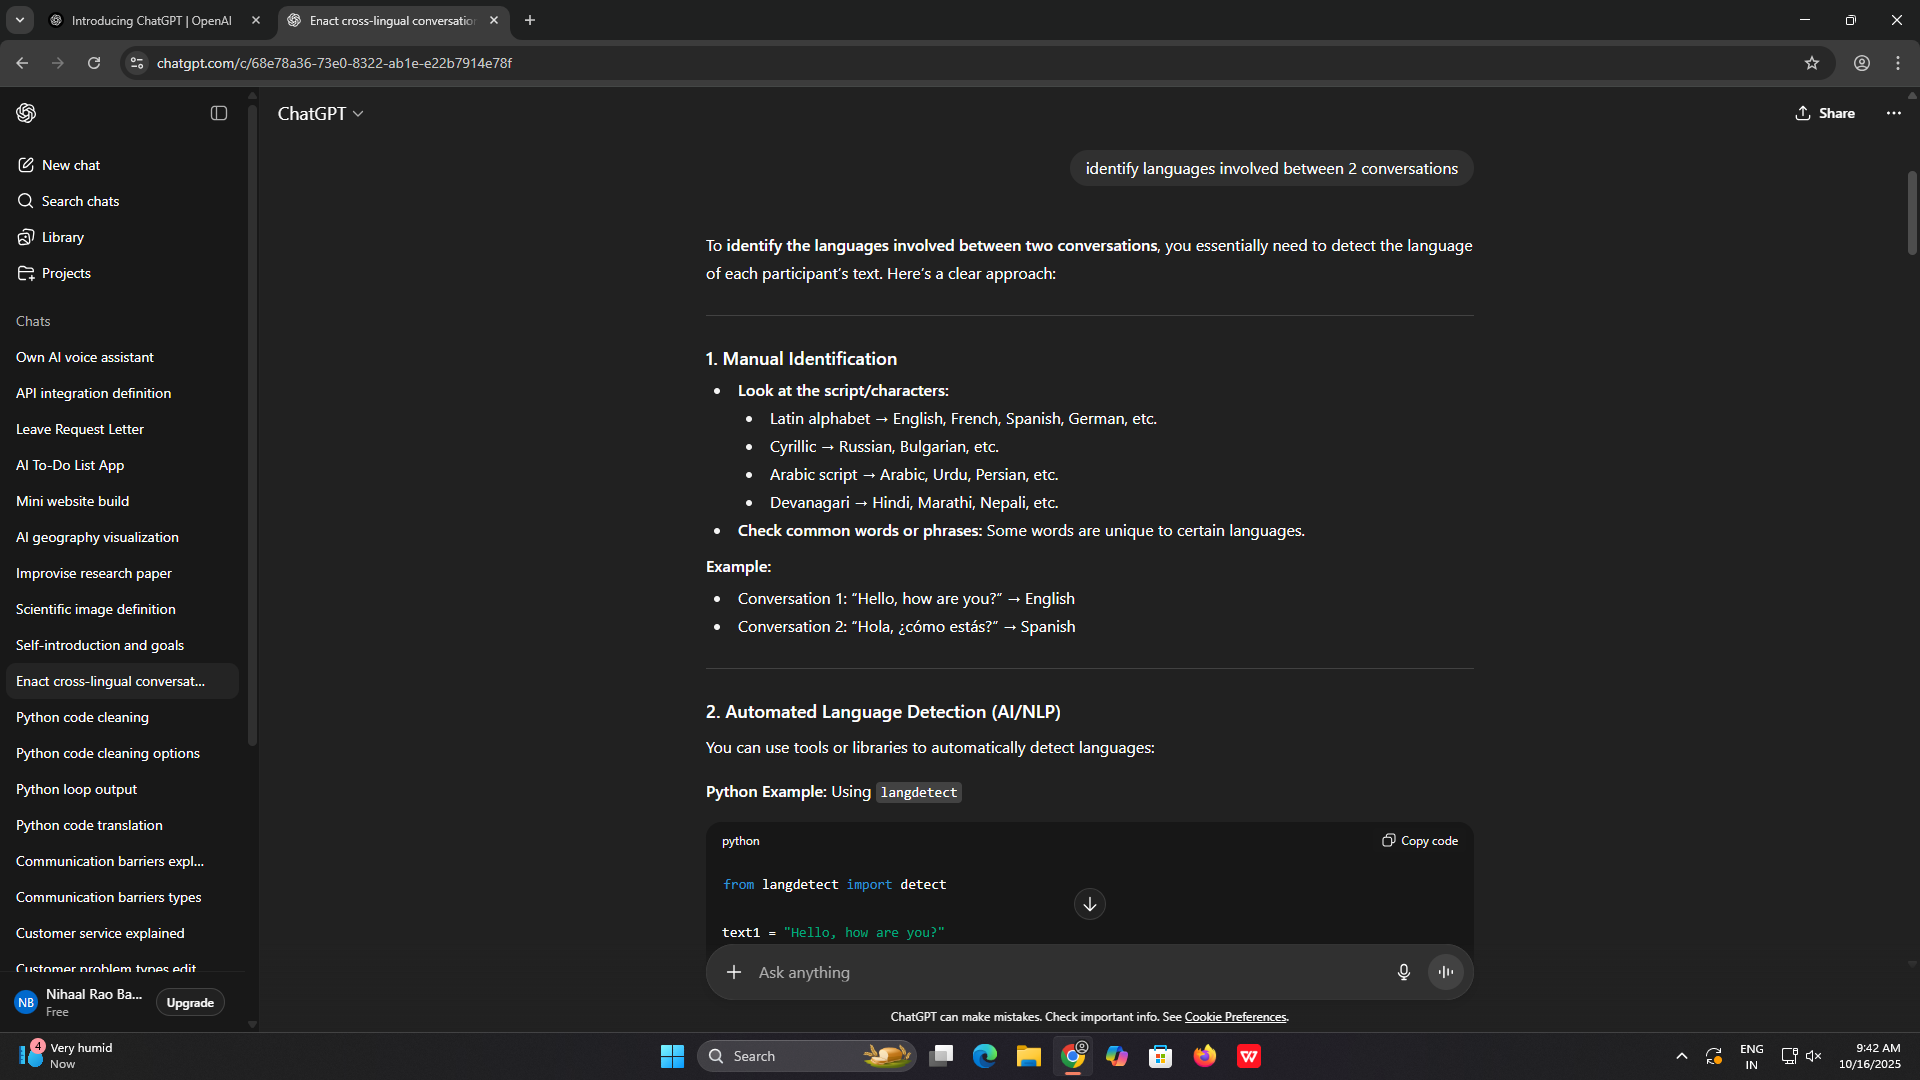 Introducing ChatGPT | OpenAI
Enact cross-lingual conversation
chatgpt.com/c/68e78a36-73e0-8322-ab1e-e22b7914e78f
ChatGPT
Share
New chat
Search chats
Library
Projects
Chats
Own AI voice assistant
API integration definition
Leave Request Letter
AI To-Do List App
Mini website build
AI geography visualization
Improvise research paper
Scientific image definition
Self-introduction and goals
Enact cross-lingual conversat...
Python code cleaning
Python code cleaning options
Python loop output
Python code translation
Communication barriers expl...
Communication barriers types
Customer service explained
Customer problem types edit
NB
Nihaal Rao Ba...
Free
Upgrade
identify languages involved between 2 conversations
To identify the languages involved between two conversations, you essentially need to detect the language
of each participant’s text. Here’s a clear approach:
1. Manual Identification
• Look at the script/characters:
• Latin alphabet → English, French, Spanish, German, etc.
• Cyrillic → Russian, Bulgarian, etc.
• Arabic script → Arabic, Urdu, Persian, etc.
• Devanagari → Hindi, Marathi, Nepali, etc.
• Check common words or phrases: Some words are unique to certain languages.
Example:
• Conversation 1: “Hello, how are you?” → English
• Conversation 2: “Hola, ¿cómo estás?” → Spanish
2. Automated Language Detection (AI/NLP)
You can use tools or libraries to automatically detect languages:
Python Example: Using langdetect
python
Copy code
from langdetect import detect
text1 = "Hello, how are you?"
Ask anything
ChatGPT can make mistakes. Check important info. See Cookie Preferences.
4
Very humid
Now
Search
W
ENG
IN
9:42 AM
10/16/2025